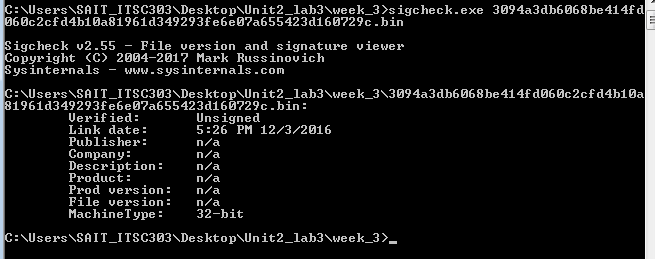 C:\Users\SAIT_ITSC303\Desktop\Unit2_lab3\week_3>sigcheck.exe 3094a3db6068be414fd
060c2cfd4b10a81961d349293fe6e07a655423d160729c.bin
Sigcheck v2.55 - File version and signature viewer
Copyright (C) 2004-2017 Mark Russinovich
Sysinternals - www.sysinternals.com
C:\Users\SAIT_ITSC303\Desktop\Unit2_lab3\week_3\3094a3db6068be414fd060c2cfd4b10a
81961d349293fe6e07a655423d160729c.bin:
Verified: Unsigned
Link date: 5:26 PM 12/3/2016
Publisher: n/a
Company: n/a
Description: n/a
Product: n/a
Prod version: n/a
File version: n/a
MachineType: 32-bit
C:\Users\SAIT_ITSC303\Desktop\Unit2_lab3\week_3>_